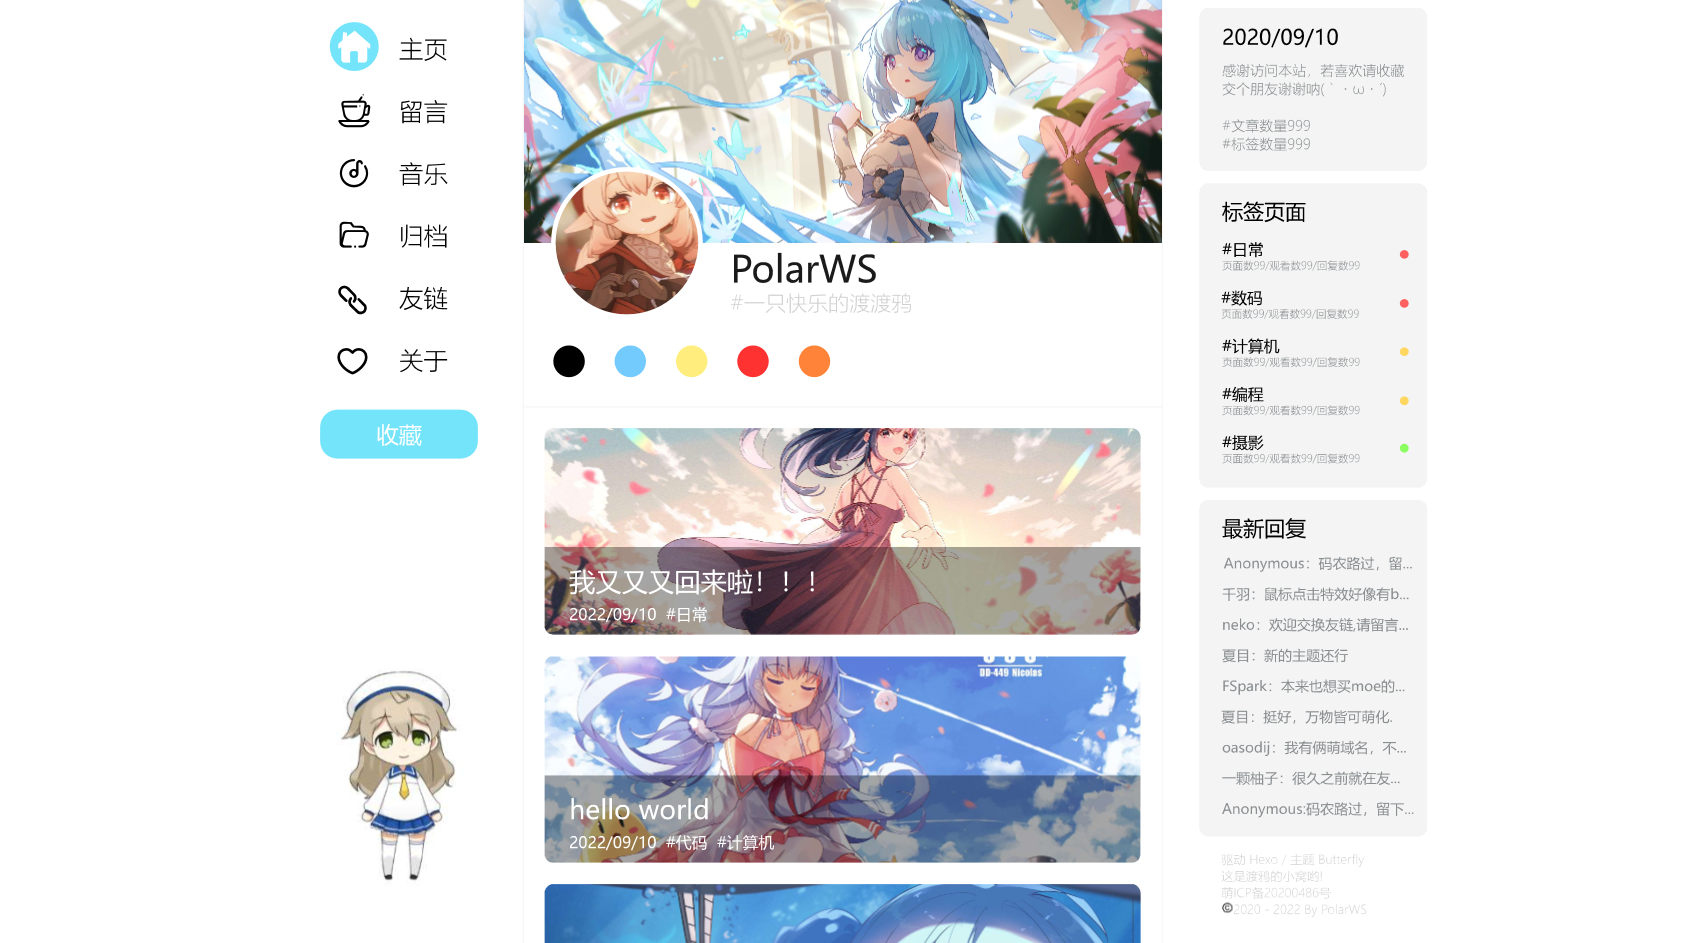 主页
留言
音乐
归档
友链
关于
收藏
PolarWS
#一只快乐的渡渡鸦
我又又又回来啦！！！
2022/09/10 #日常
DD-449 Nicolas
hello world
2022/09/10 #代码 #计算机
2020/09/10
感谢访问本站，若喜欢请收藏
交个朋友谢谢呐(｀・ω・´)
#文章数量999
#标签数量999
标签页面
#日常
页面数99/观看数99/回复数99
#数码
页面数99/观看数99/回复数99
#计算机
页面数99/观看数99/回复数99
#编程
页面数99/观看数99/回复数99
#摄影
页面数99/观看数99/回复数99
最新回复
Anonymous：码农路过，留...
千羽：鼠标点击特效好像有b...
neko：欢迎交换友链,请留言...
夏目：新的主题还行
FSpark：本来也想买moe的...
夏目：挺好，万物皆可萌化.
oasodij：我有俩萌域名，不...
一颗柚子：很久之前就在友...
Anonymous:码农路过，留下...
驱动 Hexo / 主题 Butterfly
这是渡鸦的小窝哟!
萌ICP备20200486号
©2020 - 2022 By PolarWS